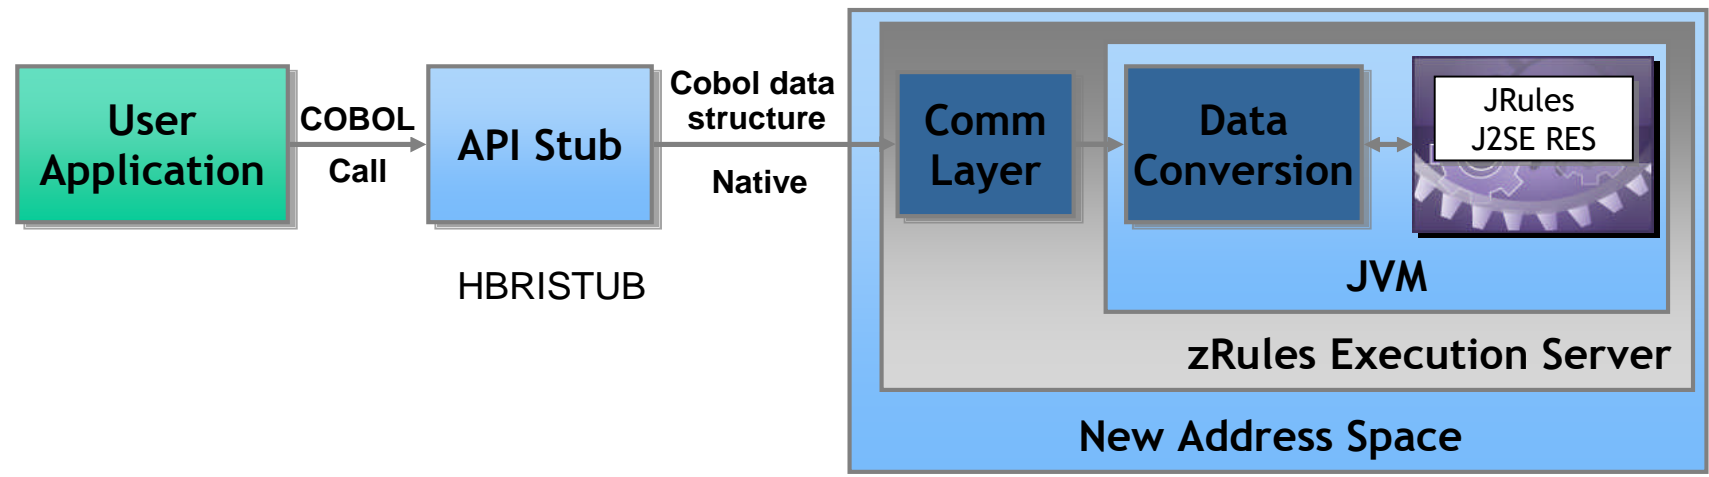 User
Application
COBOL
Call
API Stub
HBRISTUB
Cobol data
structure
Native
Comm
Layer
Data
Conversion
JRules
J2SE RES
JVM
zRules Execution Server
New Address Space